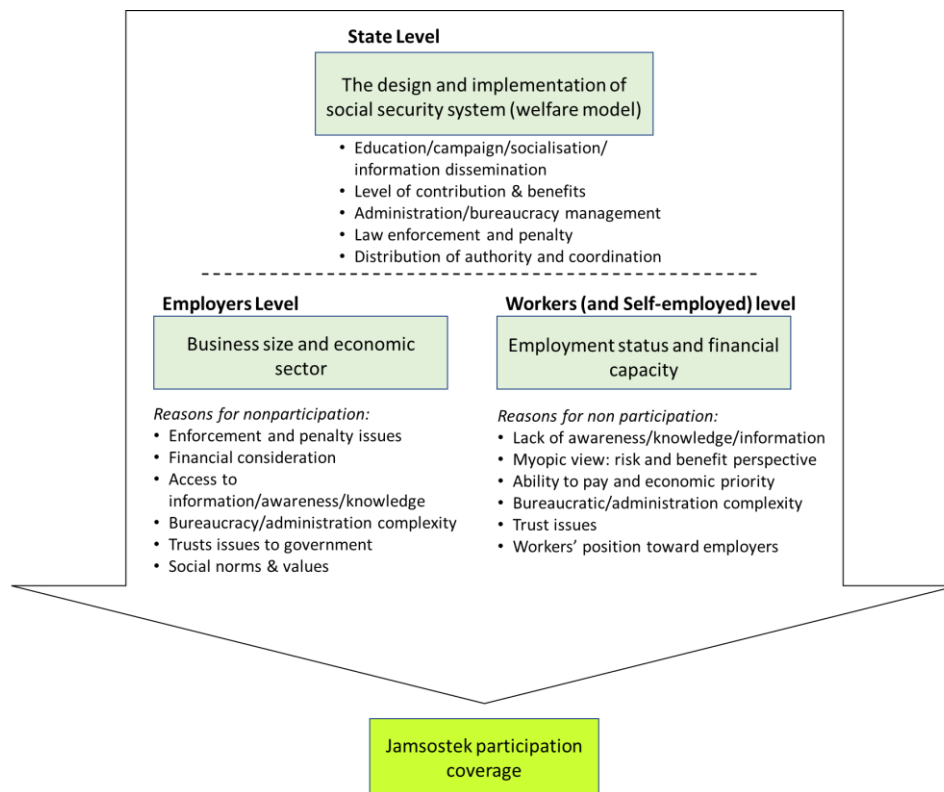 State Level
The design and implementation of
social security system (welfare model)
• Education/campaign/socialisation/
information dissemination
• Level of contribution & benefits
• Administration/bureaucracy management
• Law enforcement and penalty
• Distribution of authority and coordination
Employers Level
Business size and economic
sector
Reasons for nonparticipation:
• Enforcement and penalty issues
• Financial consideration
• Access to
information/awareness/knowledge
• Bureaucracy/administration complexity
• Trusts issues to government
• Social norms & values
Workers (and Self-employed) level
Employment status and financial
capacity
Reasons for non participation:
• Lack of awareness/knowledge/information
• Myopic view: risk and benefit perspective
• Ability to pay and economic priority
• Bureaucratic/administration complexity
• Trust issues
• Workers’ position toward employers
Jamsostek participation
coverage